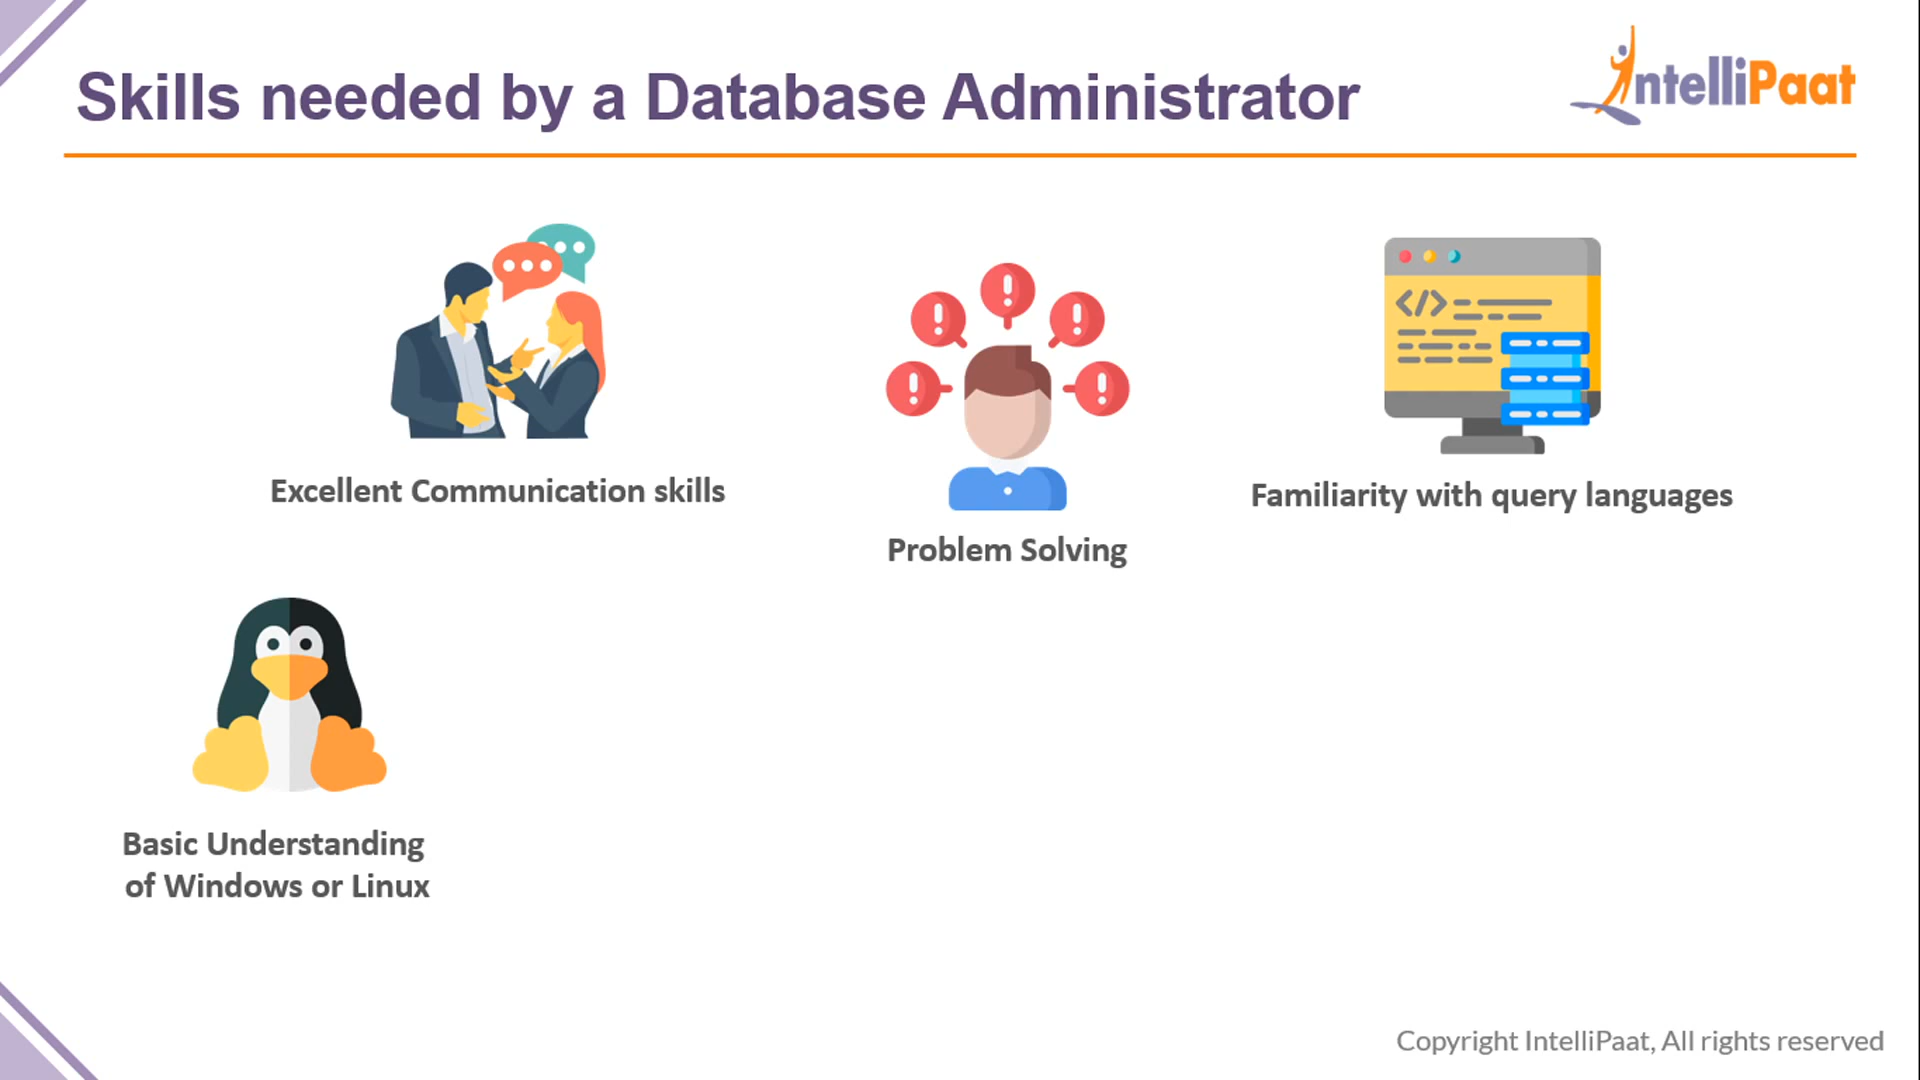 Skills needed by a Database Administrator
IntelliPaat
Excellent Communication skills
Problem Solving
Familiarity with query languages
Basic Understanding
of Windows or Linux
Copyright IntelliPaat, All rights reserved